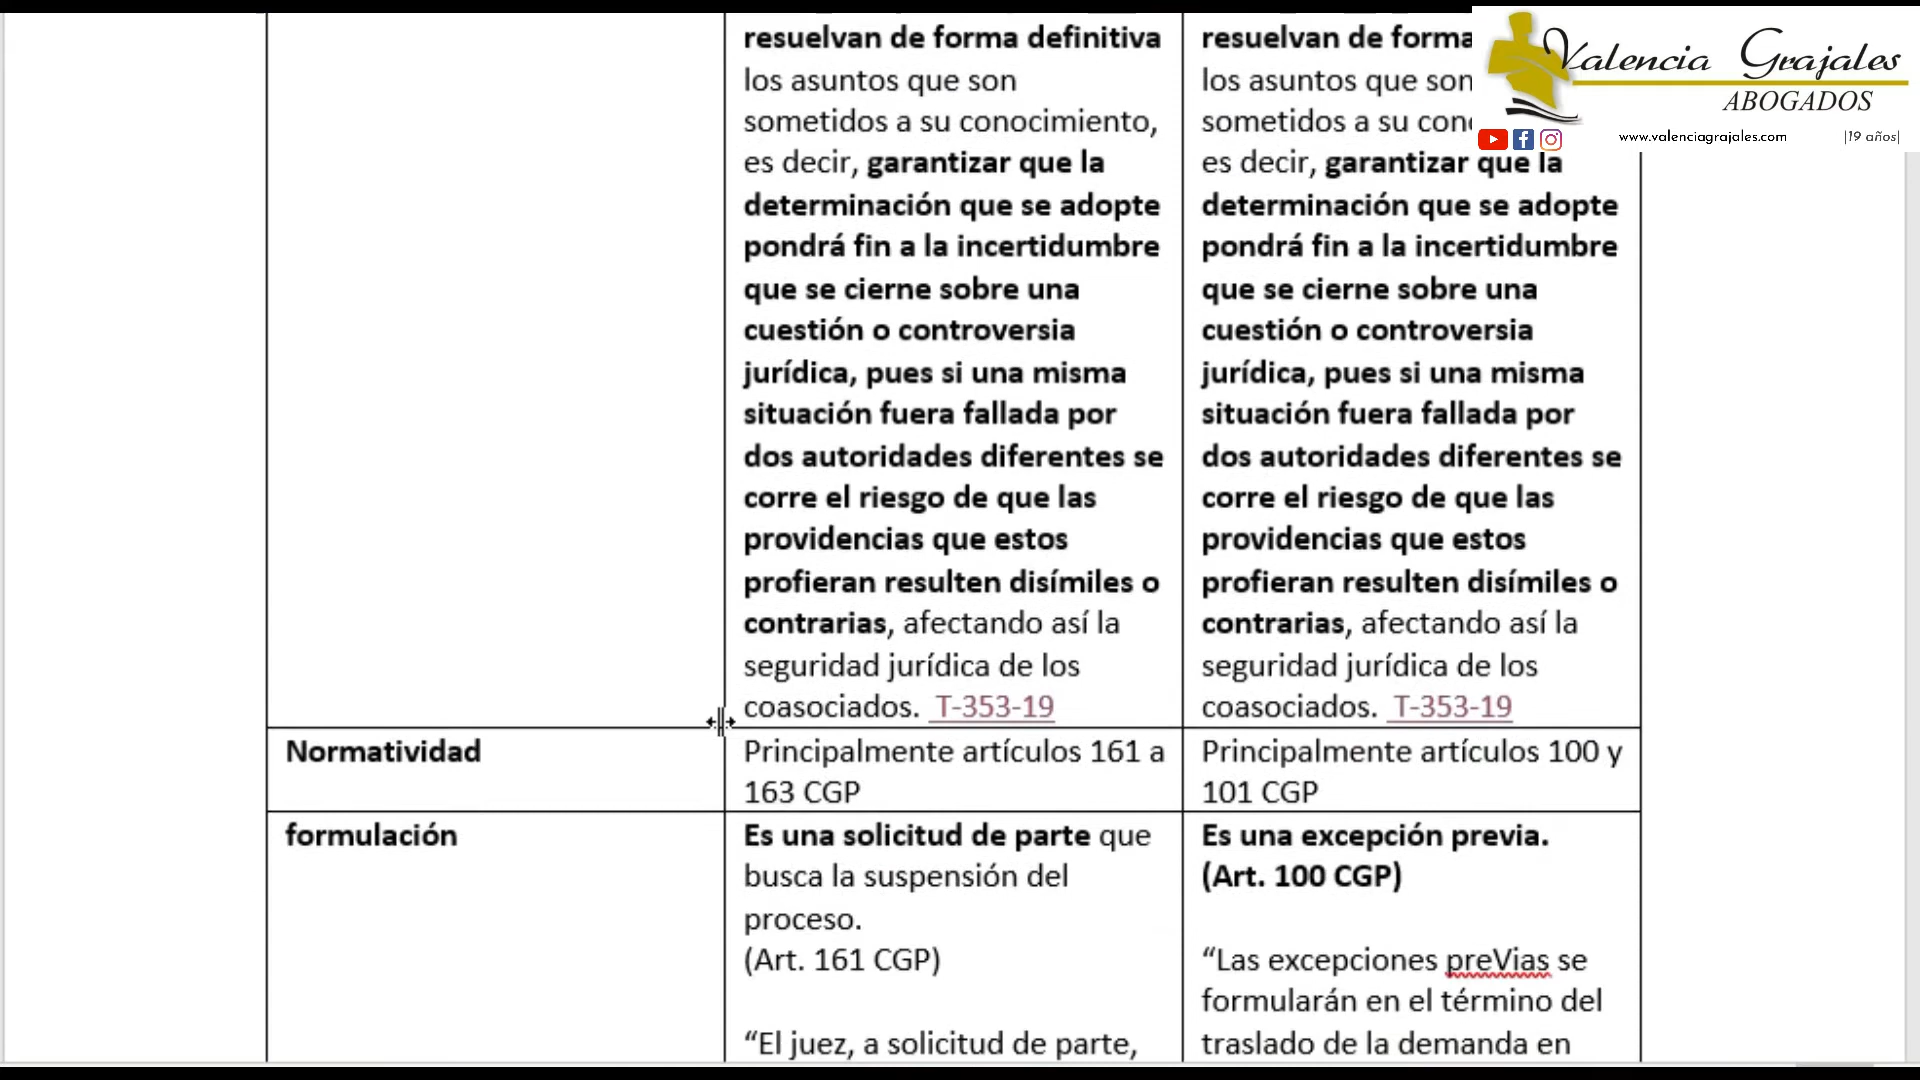 resuelvan de forma definitiva
los asuntos que son
sometidos a su conocimiento,
es decir, garantizar que la
determinación que se adopte
pondrá fin a la incertidumbre
que se cierne sobre una
cuestión o controversia
jurídica, pues si una misma
situación fuera fallada por
dos autoridades diferentes se
corre el riesgo de que las
providencias que estos
profieran resulten disímiles o
contrarias, afectando así la
seguridad jurídica de los
coasociados. T-353-19
resuelvan de forma
los asuntos que son
sometidos a su con
es decir, garantizar que la
determinación que se adopte
pondrá fin a la incertidumbre
que se cierne sobre una
cuestión o controversia
jurídica, pues si una misma
situación fuera fallada por
dos autoridades diferentes se
corre el riesgo de que las
providencias que estos
profieran resulten disímiles o
contrarias, afectando así la
seguridad jurídica de los
coasociados. T-353-19
Valencia Grajales
ABOGADOS
www.valenciagrajales.com |19 años|
Normatividad
Principalmente artículos 161 a
163 CGP
Principalmente artículos 100 y
101 CGP
formulación
Es una solicitud de parte que
busca la suspensión del
proceso.
(Art. 161 CGP)
“El juez, a solicitud de parte,
Es una excepción previa.
(Art. 100 CGP)
“Las excepciones preVias se
formularán en el término del
traslado de la demanda en